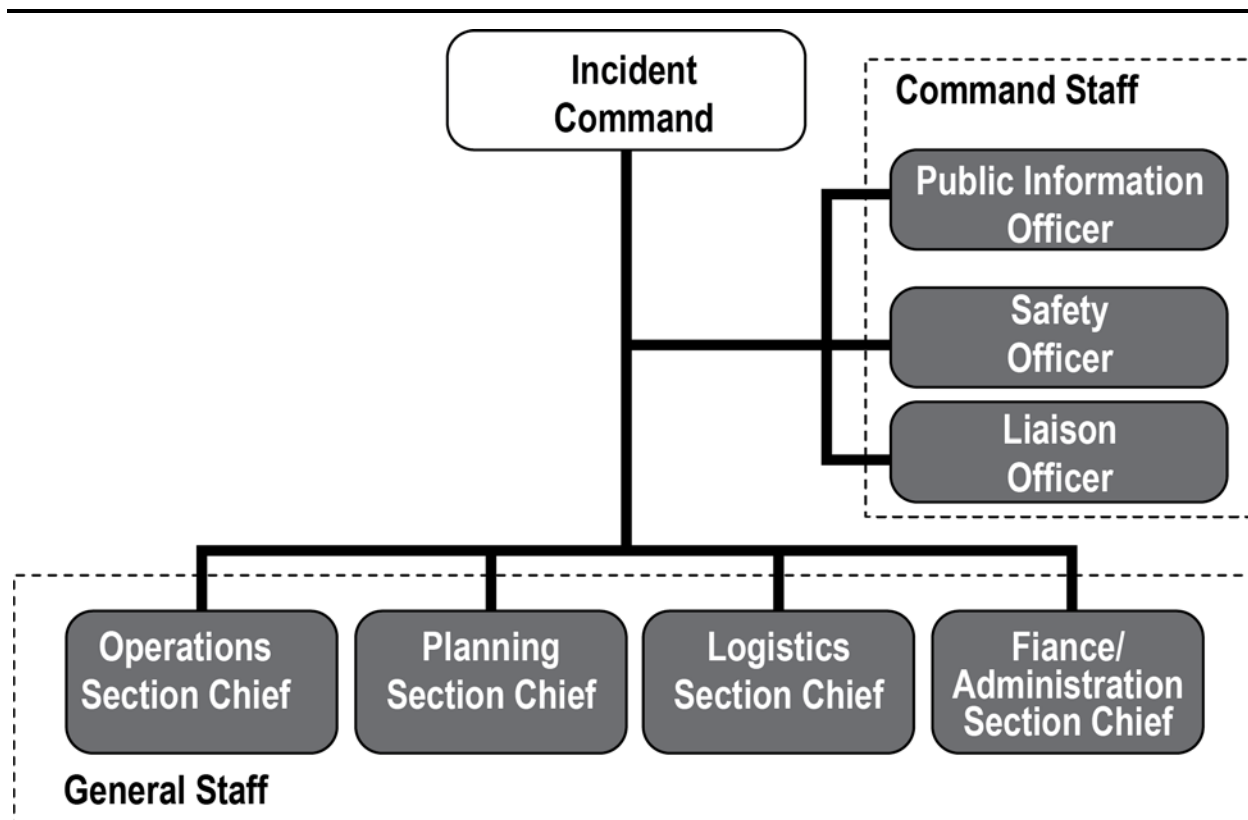 Incident
Command
Command Staff
Public Information
Officer
Safety
Officer
Liaison
Officer
Operations
Section Chief
Planning
Section Chief
Logistics
Section Chief
Fiance/
Administration
Section Chief
General Staff